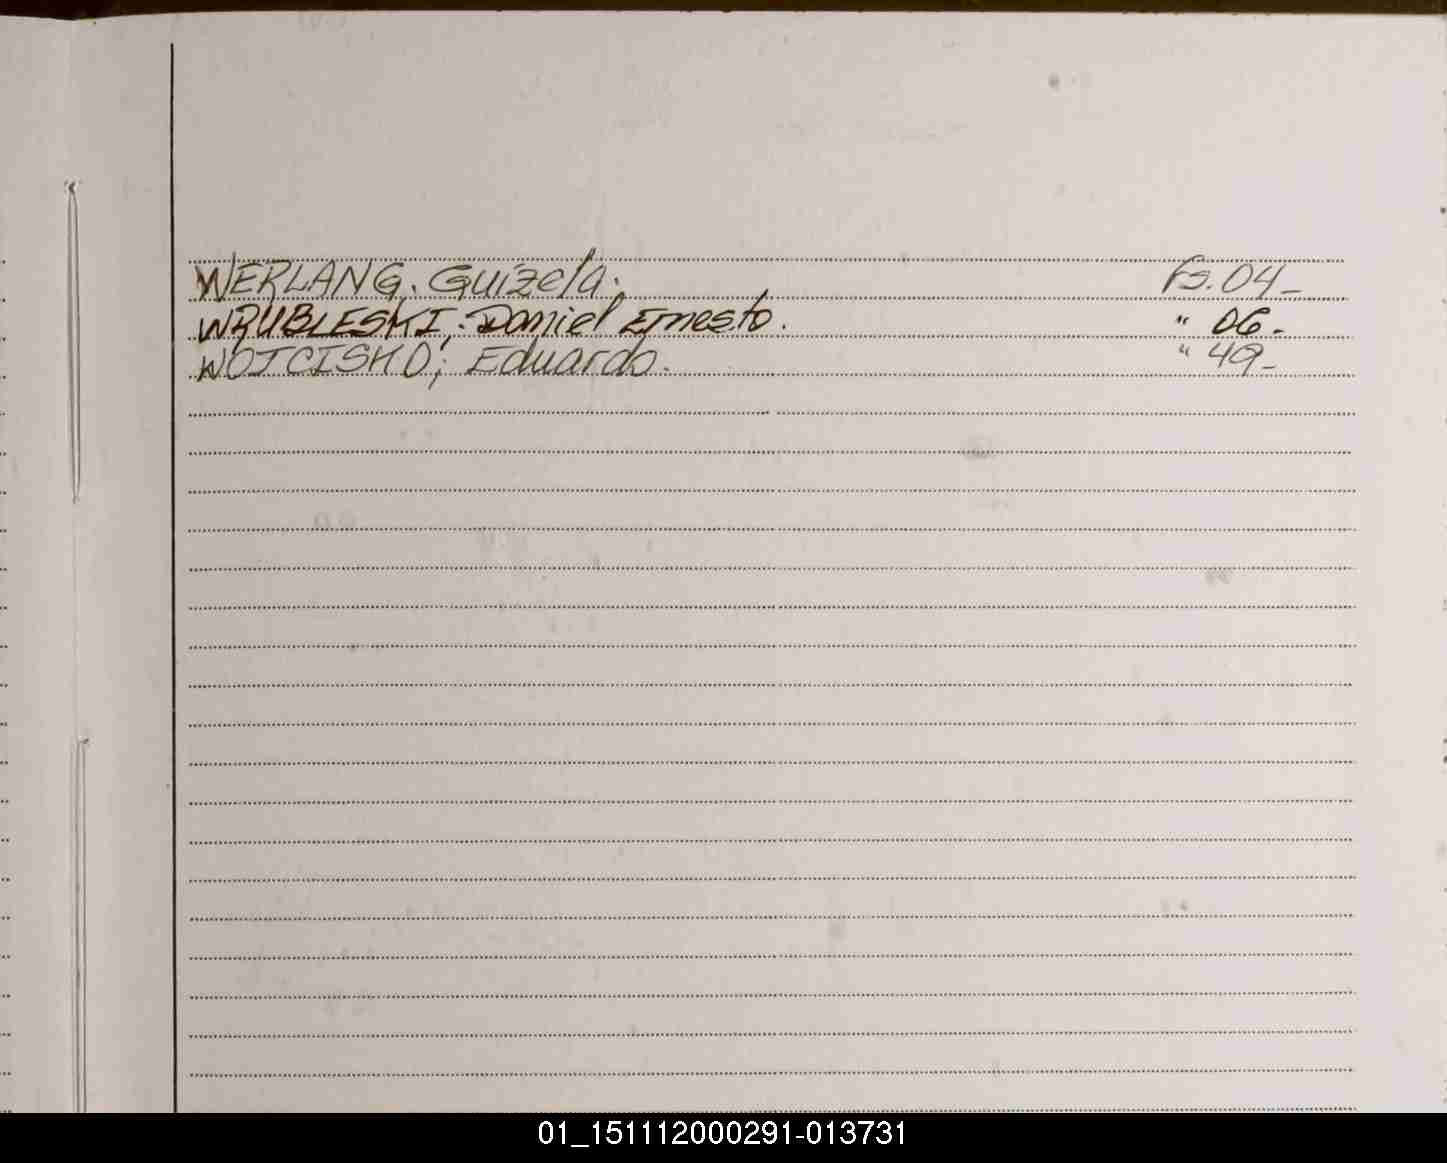 WERLANG. Guizela. Fs. 04-
WRUBLESKI, Daniel Ernesto. " 06-
WOJCISKO, Eduardo. " 49-
01_151112000291-013731